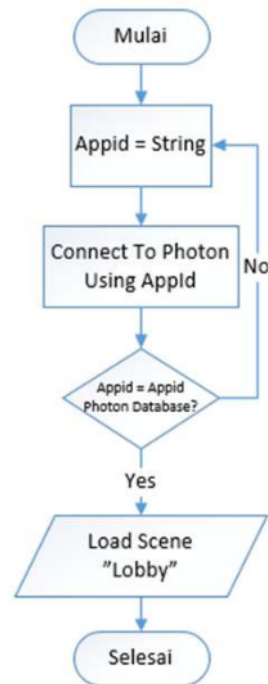 Mulai
Appid = String
Connect To Photon
Using AppId
No
Appid = Appid
Photon Database?
Yes
Load Scene
”Lobby”
Selesai